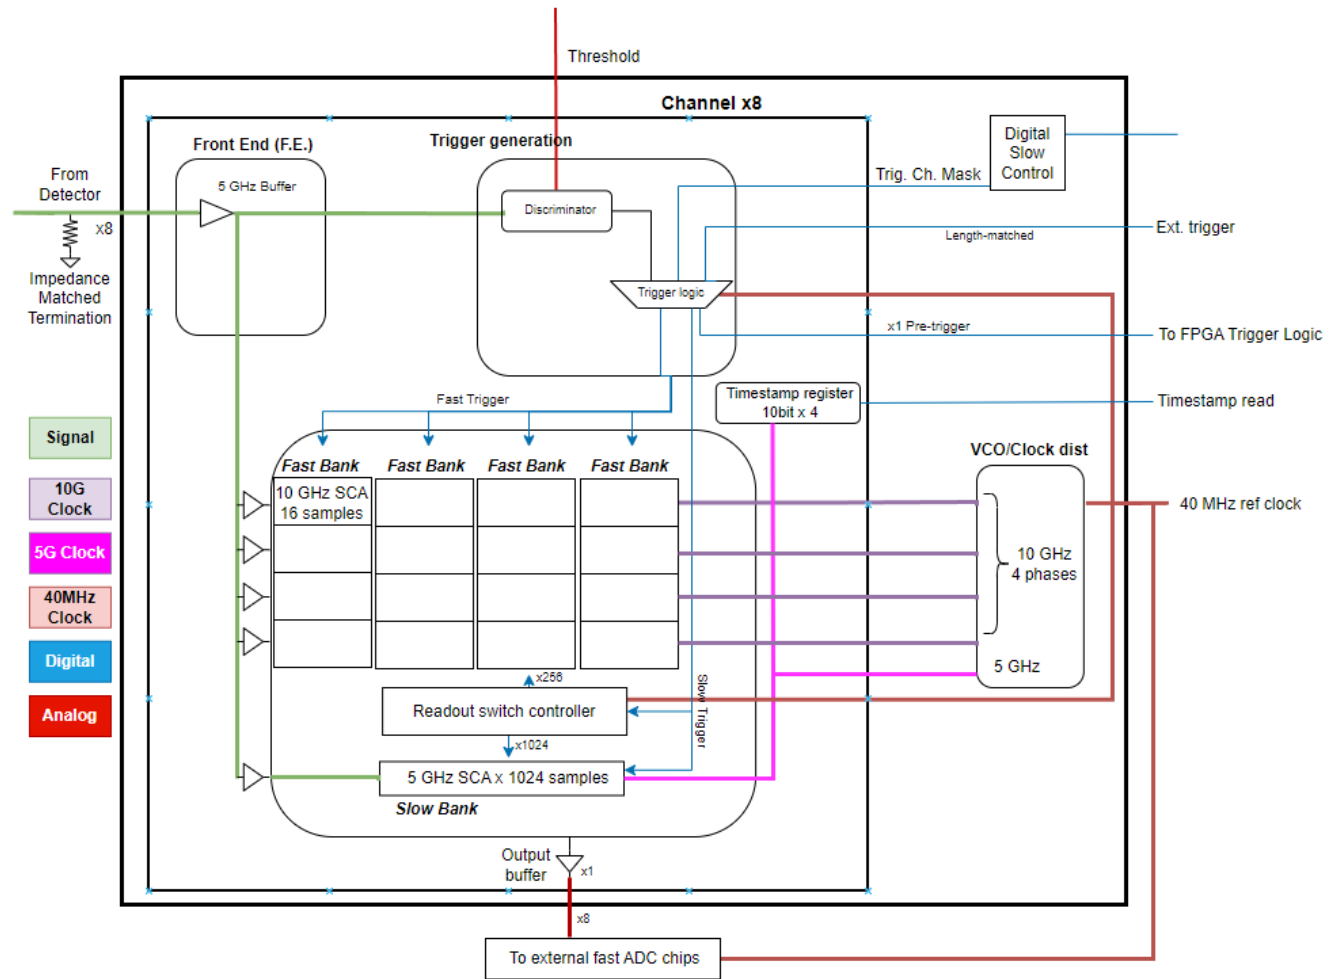 Threshold
Channel x8
Front End (F.E.)
Trigger generation
Digital
Slow
Control
From
Detector
5 GHz Buffer
Trig. Ch. Mask
Discriminator
x8
Ext. trigger
Length-matched
Impedance
Matched
Termination
Trigger logic
x1 Pre-trigger
To FPGA Trigger Logic
Fast Trigger
Timestamp register
10bit x 4
Timestamp read
Signal
10G
Clock
5G Clock
40MHz
Clock
Digital
Analog
VCO/Clock dist
Fast Bank
Fast Bank
Fast Bank
Fast Bank
10 GHz SCA
16 samples
40 MHz ref clock
10 GHz
4 phases
5 GHz
x256
Readout switch controller
Slow Trigger
x1024
5 GHz SCA x 1024 samples
Slow Bank
Output
buffer
x1
x8
To external fast ADC chips